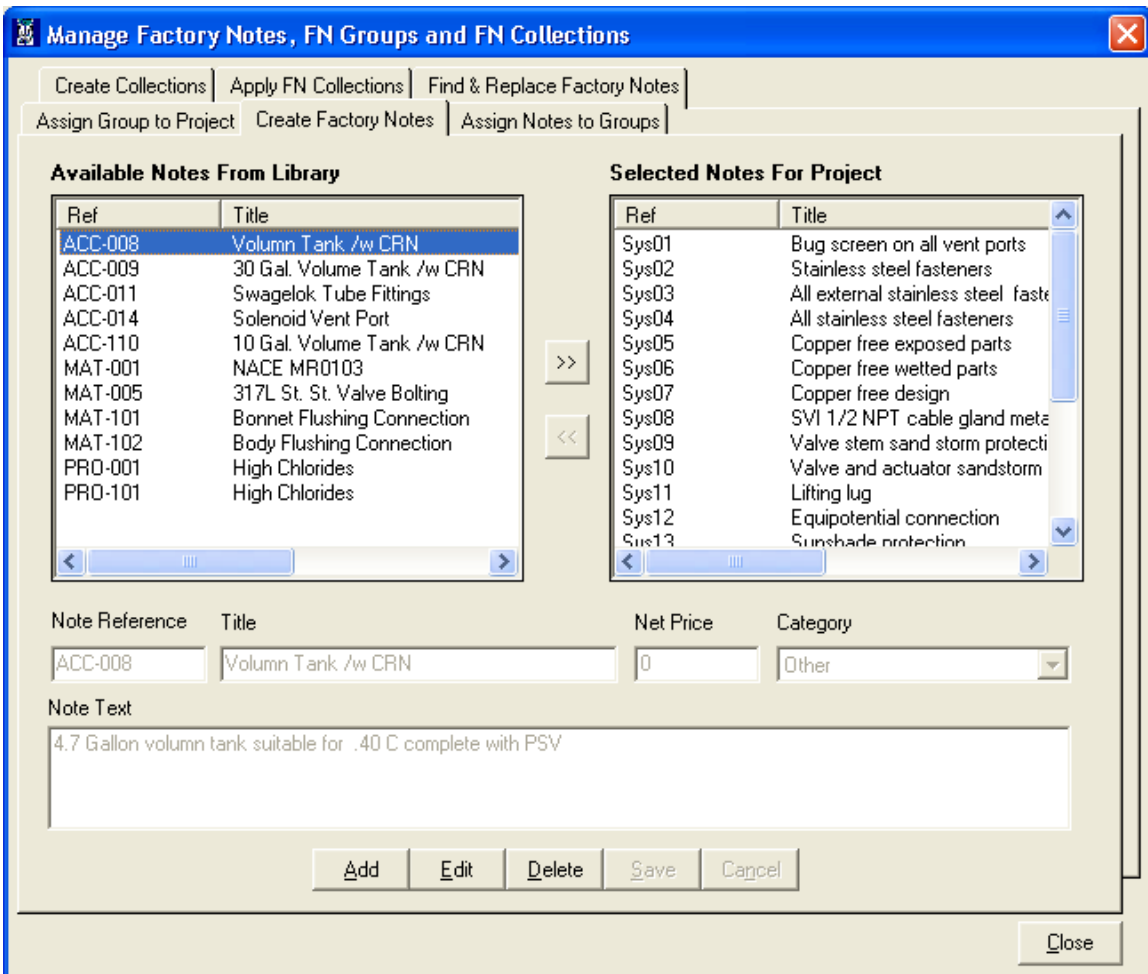 Manage Factory Notes, FN Groups and FN Collections
Create Collections Apply FN Collections Find & Replace Factory Notes
Assign Group to Project Create Factory Notes Assign Notes to Groups
Available Notes From Library
Ref Title
ACC-008 Volumn Tank /w CRN
ACC-009 30 Gal. Volume Tank /w CRN
ACC-011 Swagelok Tube Fittings
ACC-014 Solenoid Vent Port
ACC-110 10 Gal. Volume Tank /w CRN
MAT-001 NACE MR0103
MAT-005 317L St. St. Valve Bolting
MAT-101 Bonnet Flushing Connection
MAT-102 Body Flushing Connection
PRO-001 High Chlorides
PRO-101 High Chlorides
>>
<<
Selected Notes For Project
Ref Title
Sys01 Bug screen on all vent ports
Sys02 Stainless steel fasteners
Sys03 All external stainless steel faste
Sys04 All stainless steel fasteners
Sys05 Copper free exposed parts
Sys06 Copper free wetted parts
Sys07 Copper free design
Sys08 SVI 1/2 NPT cable gland meta
Sys09 Valve stem sand storm protecti
Sys10 Valve and actuator sandstorm
Sys11 Lifting lug
Sys12 Equipotential connection
Sys13 Sunshade protection
Note Reference Title Net Price Category
ACC-008 Volumn Tank /w CRN 0 Other
Note Text
4.7 Gallon volumn tank suitable for .40 C complete with PSV
Add Edit Delete Save Cancel
Close